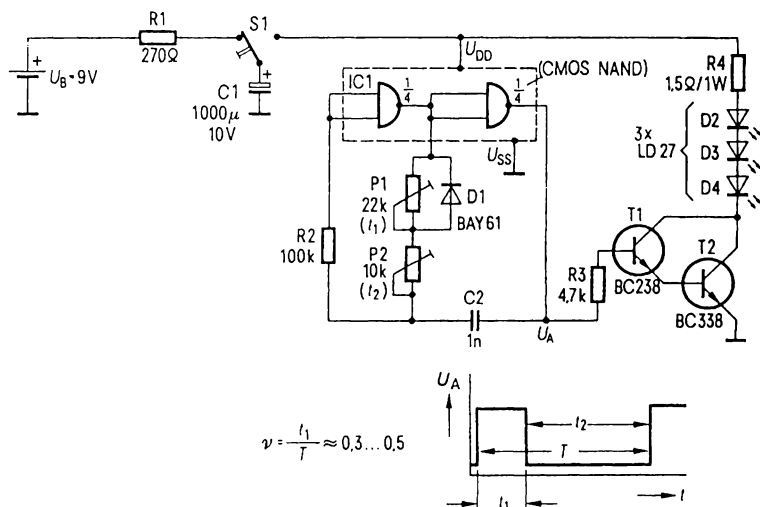 R1
270Ω
S1
U_B=9V
C1
1000µ
10V
U_DD
IC1
1/4
1/4
(CMOS NAND)
U_SS
R4
1,5Ω/1W
D2
3x
LD 27
D3
D4
P1
22k
(t₁)
D1
BAY61
R2
100k
P2
10k
(t₂)
C2
1n
U_A
R3
4,7k
T1
BC238
T2
BC338
U_A
t₂
T
t₁
t
ν = t₁/T ≈ 0,3...0,5